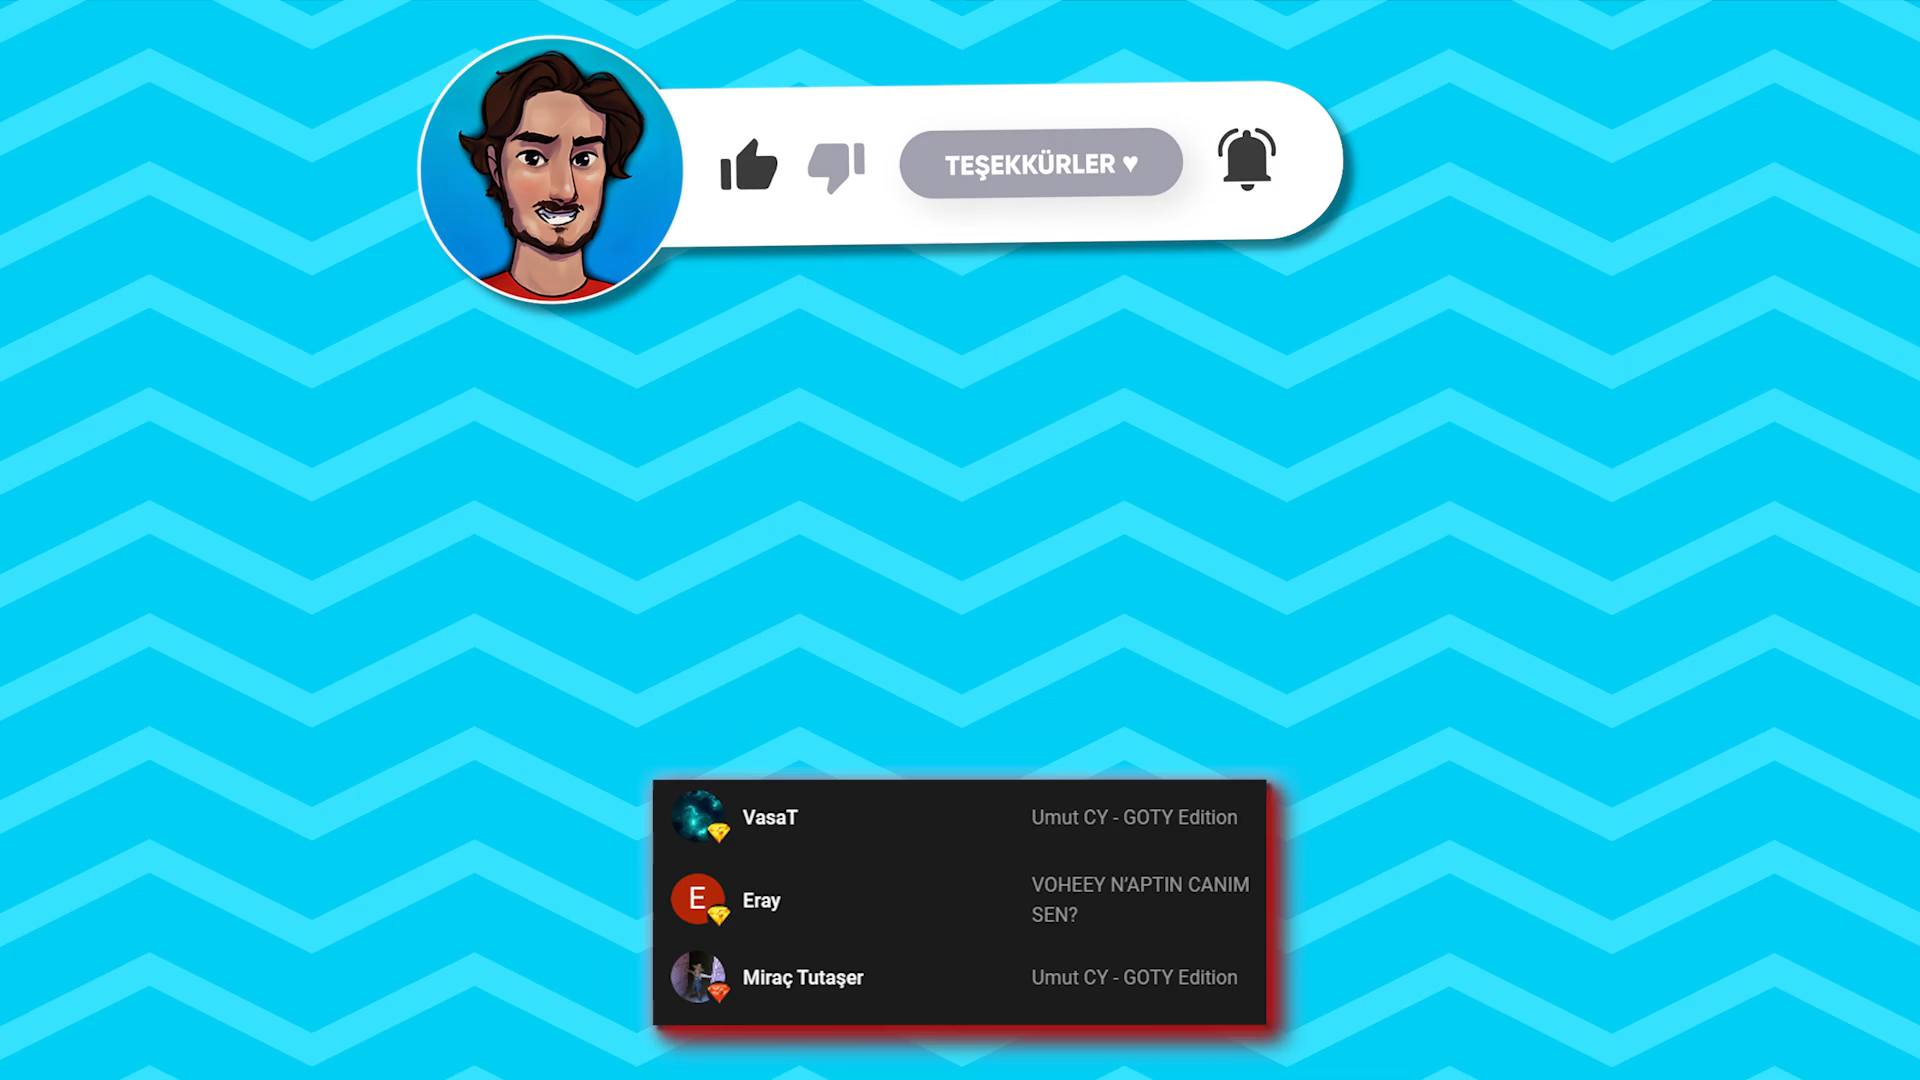 TEŞEKKÜRLER ♥
VasaT
Umut CY - GOTY Edition
E
Eray
VOHEEY N'APTIN CANIM
SEN?
Miraç Tutaşer
Umut CY - GOTY Edition